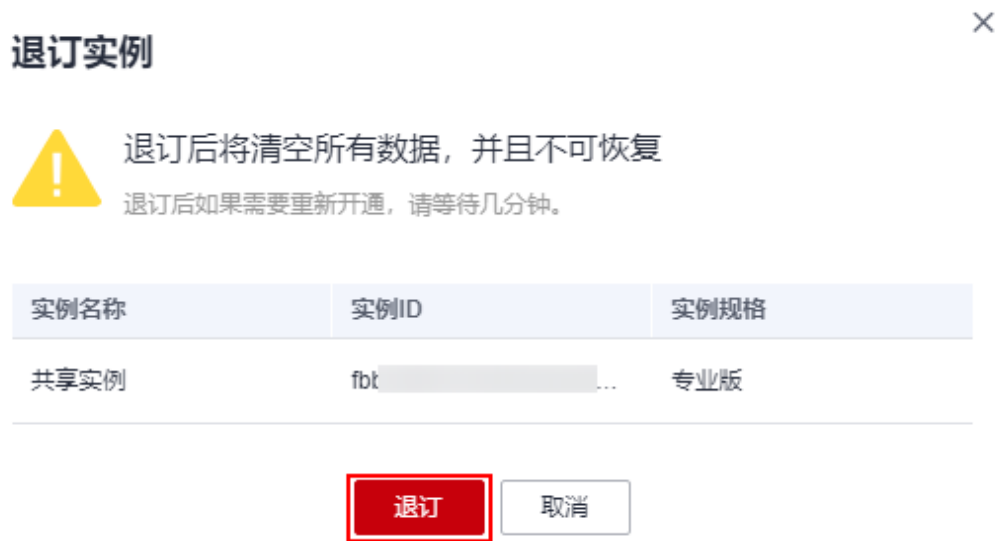 退订实例
退订后将清空所有数据，并且不可恢复
退订后如果需要重新开通，请等待几分钟。
实例名称 实例ID 实例规格
共享实例 fbb... 专业版
退订 取消